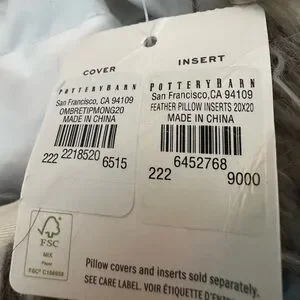 COVER
POTTERYBARN
San Francisco, CA 94109
OMBRETIPMONG20
MADE IN CHINA
2218520
222 6515
INSERT
POTTERYBARN
San Francisco, CA 94109
FEATHER PILLOW INSERTS 20X20
MADE IN CHINA
6452768
222 9000
FSC
MIX
Paper
Pillow covers and inserts sold separately.
SEE CARE LABEL. VOIR ÉTIQUETTE D'ENT